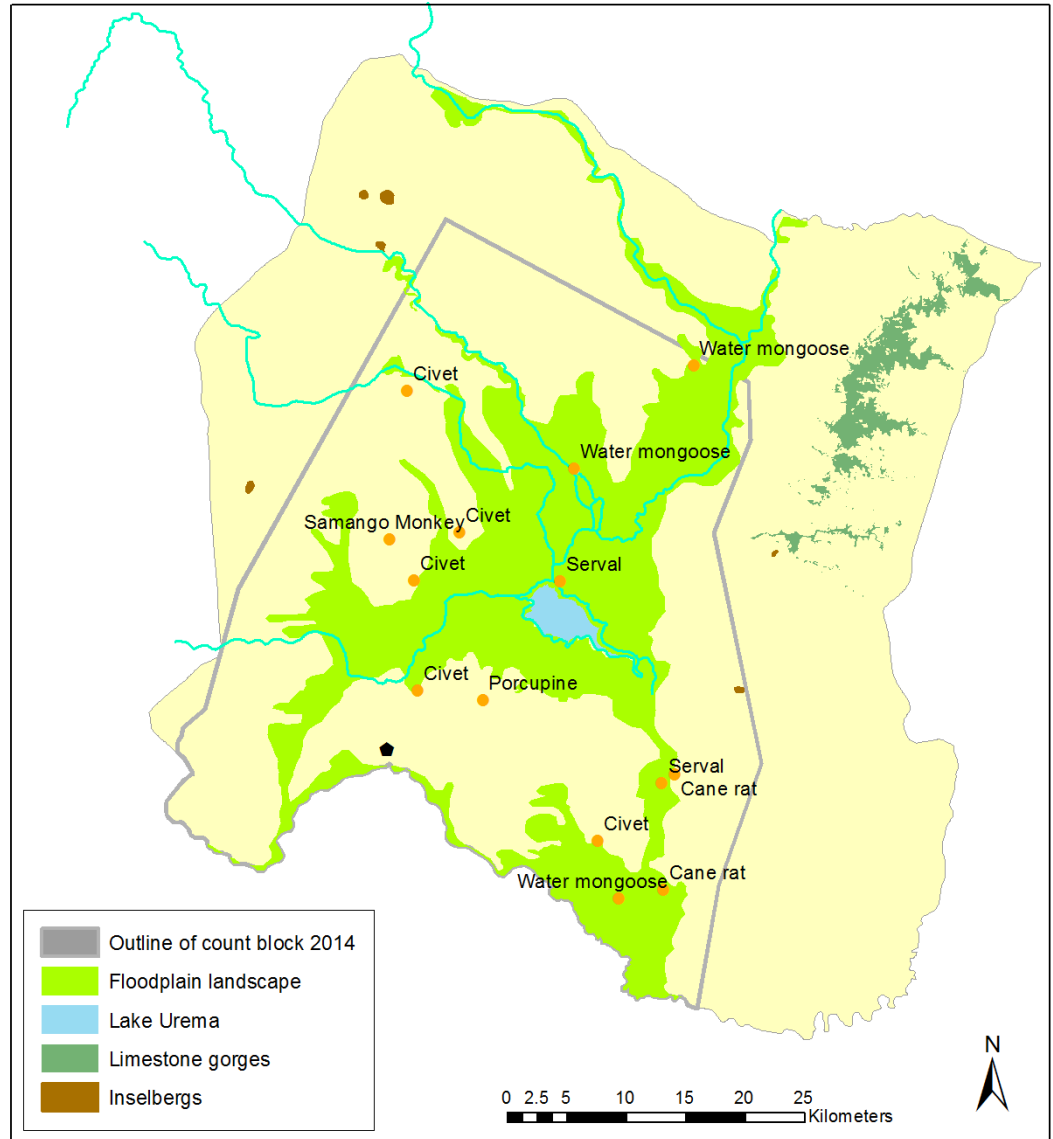 Water mongoose
Civet
Water mongoose
Samango Monkey
Civet
Civet
Serval
Civet
Porcupine
Serval
Cane rat
Civet
Cane rat
Water mongoose
Outline of count block 2014
Floodplain landscape
Lake Urema
Limestone gorges
Inselbergs
N
0 2.5 5 10 15 20 25
Kilometers